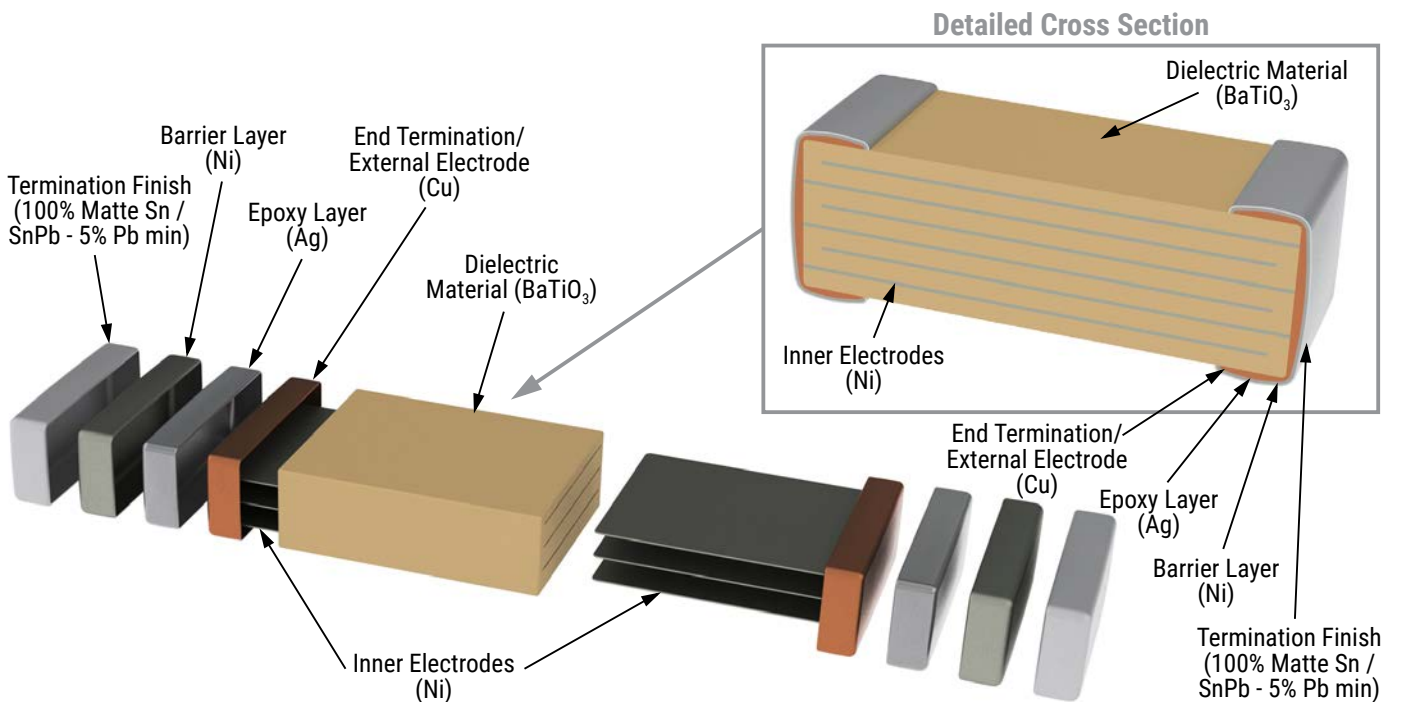 Detailed Cross Section
Dielectric Material
(BaTiO₃)
Barrier Layer
(Ni)
End Termination/
External Electrode
(Cu)
Termination Finish
(100% Matte Sn /
SnPb - 5% Pb min)
Epoxy Layer
(Ag)
Dielectric
Material (BaTiO₃)
Inner Electrodes
(Ni)
End Termination/
External Electrode
(Cu)
Epoxy Layer
(Ag)
Barrier Layer
(Ni)
Termination Finish
(100% Matte Sn /
SnPb - 5% Pb min)
Inner Electrodes
(Ni)